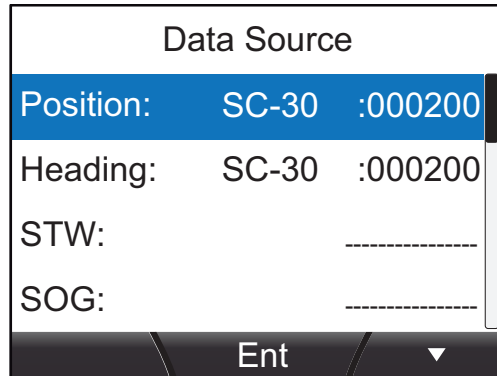 Data Source
Position: SC-30 :000200
Heading: SC-30 :000200
STW: ---------------
SOG: ---------------
Ent ▼